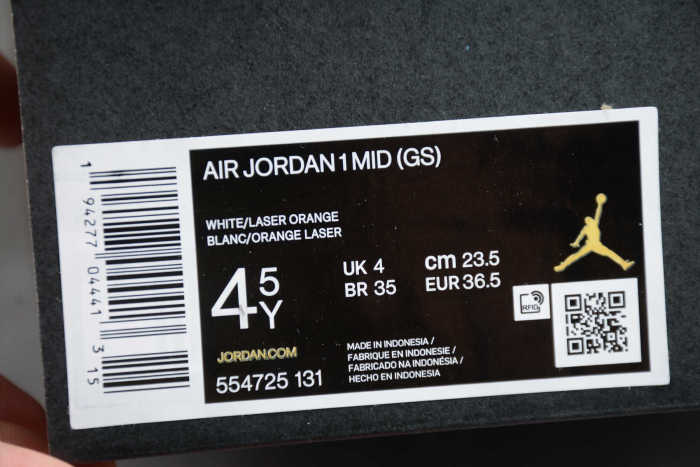 AIR JORDAN 1 MID (GS)
WHITE/LASER ORANGE
BLANC/ORANGE LASER
4 5Y
UK 4 cm 23.5
BR 35 EUR 36.5
RFID
JORDAN.COM
554725 131
MADE IN INDONESIA /
FABRIQUE EN INDONESIE /
FABRICADO NA INDONÉSIA /
HECHO EN INDONESIA
1 94277 04441 3 15